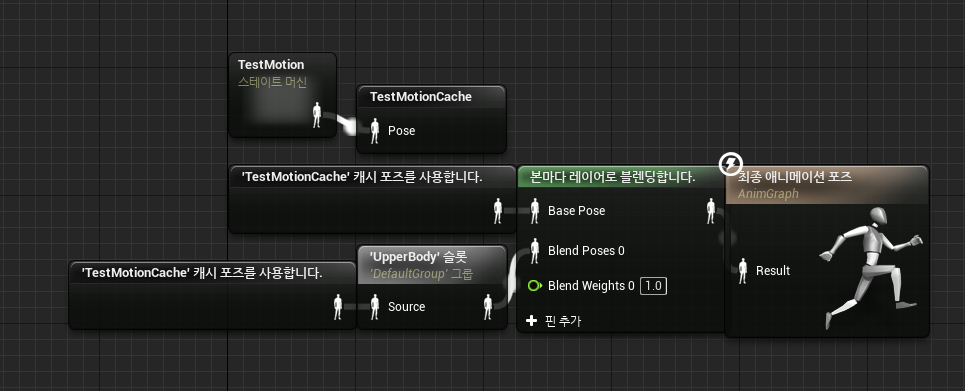 TestMotion
스테이트 머신
TestMotionCache
Pose
'TestMotionCache' 캐시 포즈를 사용합니다.
본마다 레이어로 블렌딩합니다.
최종 애니메이션 포즈
AnimGraph
Base Pose
Blend Poses 0
'UpperBody' 슬롯
'DefaultGroup' 그룹
'TestMotionCache' 캐시 포즈를 사용합니다.
Result
Blend Weights 0 1.0
Source
핀 추가